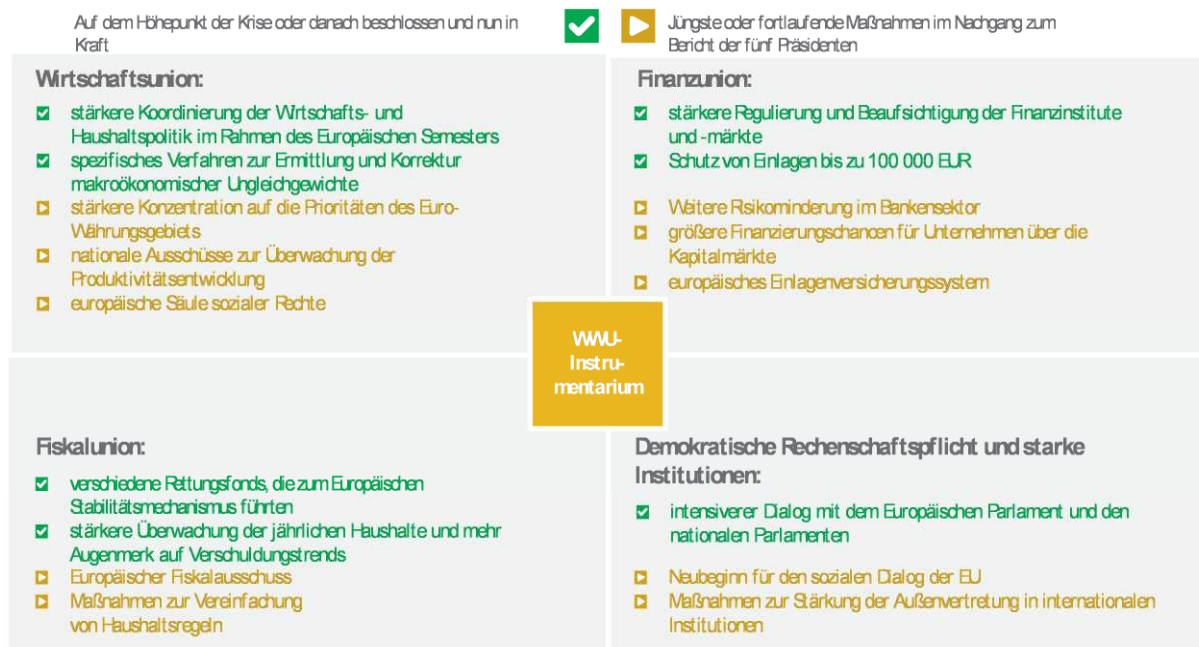 Auf dem Höhepunkt der Krise oder danach beschlossen und nun in
Kraft
Jüngste oder fortlaufende Maßnahmen im Nachgang zum
Bericht der fünf Präsidenten
Wirtschaftsunion:
stärkere Koordinierung der Wirtschafts- und
Haushaltspolitik im Rahmen des Europäischen Semesters
spezifisches Verfahren zur Ermittlung und Korrektur
makroökonomischer Ungleichgewichte
stärkere Konzentration auf die Prioritäten des Euro-
Währungsgebiets
nationale Ausschüsse zur Überwachung der
Produktivitätsentwicklung
europäische Säule sozialer Rechte
Finanzunion:
stärkere Regulierung und Beaufsichtigung der Finanzinstitute
und -märkte
Schutz von Einlagen bis zu 100 000 EUR
Weitere Risikominderung im Bankensektor
größere Finanzierungschancen für Unternehmen über die
Kapitalmärkte
europäisches Einlagenversicherungssystem
WWU-
Instru-
mentarium
Fiskalunion:
verschiedene Rettungsfonds, die zum Europäischen
Stabilitätsmechanismus führten
stärkere Überwachung der jährlichen Haushalte und mehr
Augenmerk auf Verschuldungstrends
Europäischer Fiskalausschuss
Maßnahmen zur Vereinfachung
von Haushaltsregeln
Demokratische Rechenschaftspflicht und starke
Institutionen:
intensiverer Dialog mit dem Europäischen Parlament und den
nationalen Parlamenten
Neubeginn für den sozialen Dialog der EU
Maßnahmen zur Stärkung der Außenvertretung in internationalen
Institutionen